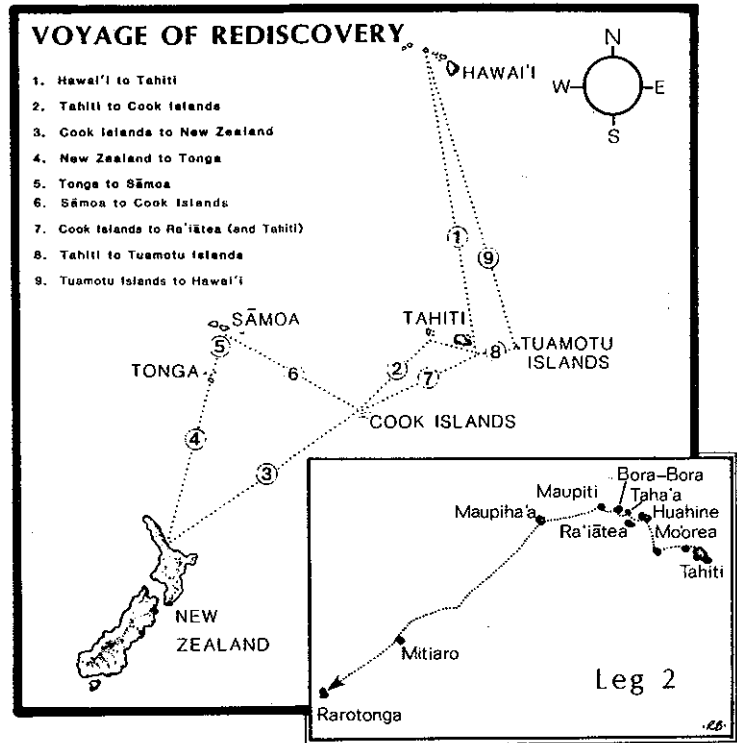 VOYAGE OF REDISCOVERY
1. Hawai'i to Tahiti
2. Tahiti to Cook Islands
3. Cook Islands to New Zealand
4. New Zealand to Tonga
5. Tonga to Sāmoa
6. Sāmoa to Cook Islands
7. Cook Islands to Ra'iātea (and Tahiti)
8. Tahiti to Tuamotu Islands
9. Tuamotu Islands to Hawai'i
HAWAI'I
N
W
E
S
1
9
SĀMOA
TAHITI
5
8
TUAMOTU
ISLANDS
TONGA
2
6
7
COOK ISLANDS
4
3
NEW
ZEALAND
Bora-Bora
Maupiti
Taha'a
Maupiha'a
Huahine
Ra'iātea
Mo'orea
Tahiti
Mitiaro
Leg 2
Rarotonga
RB